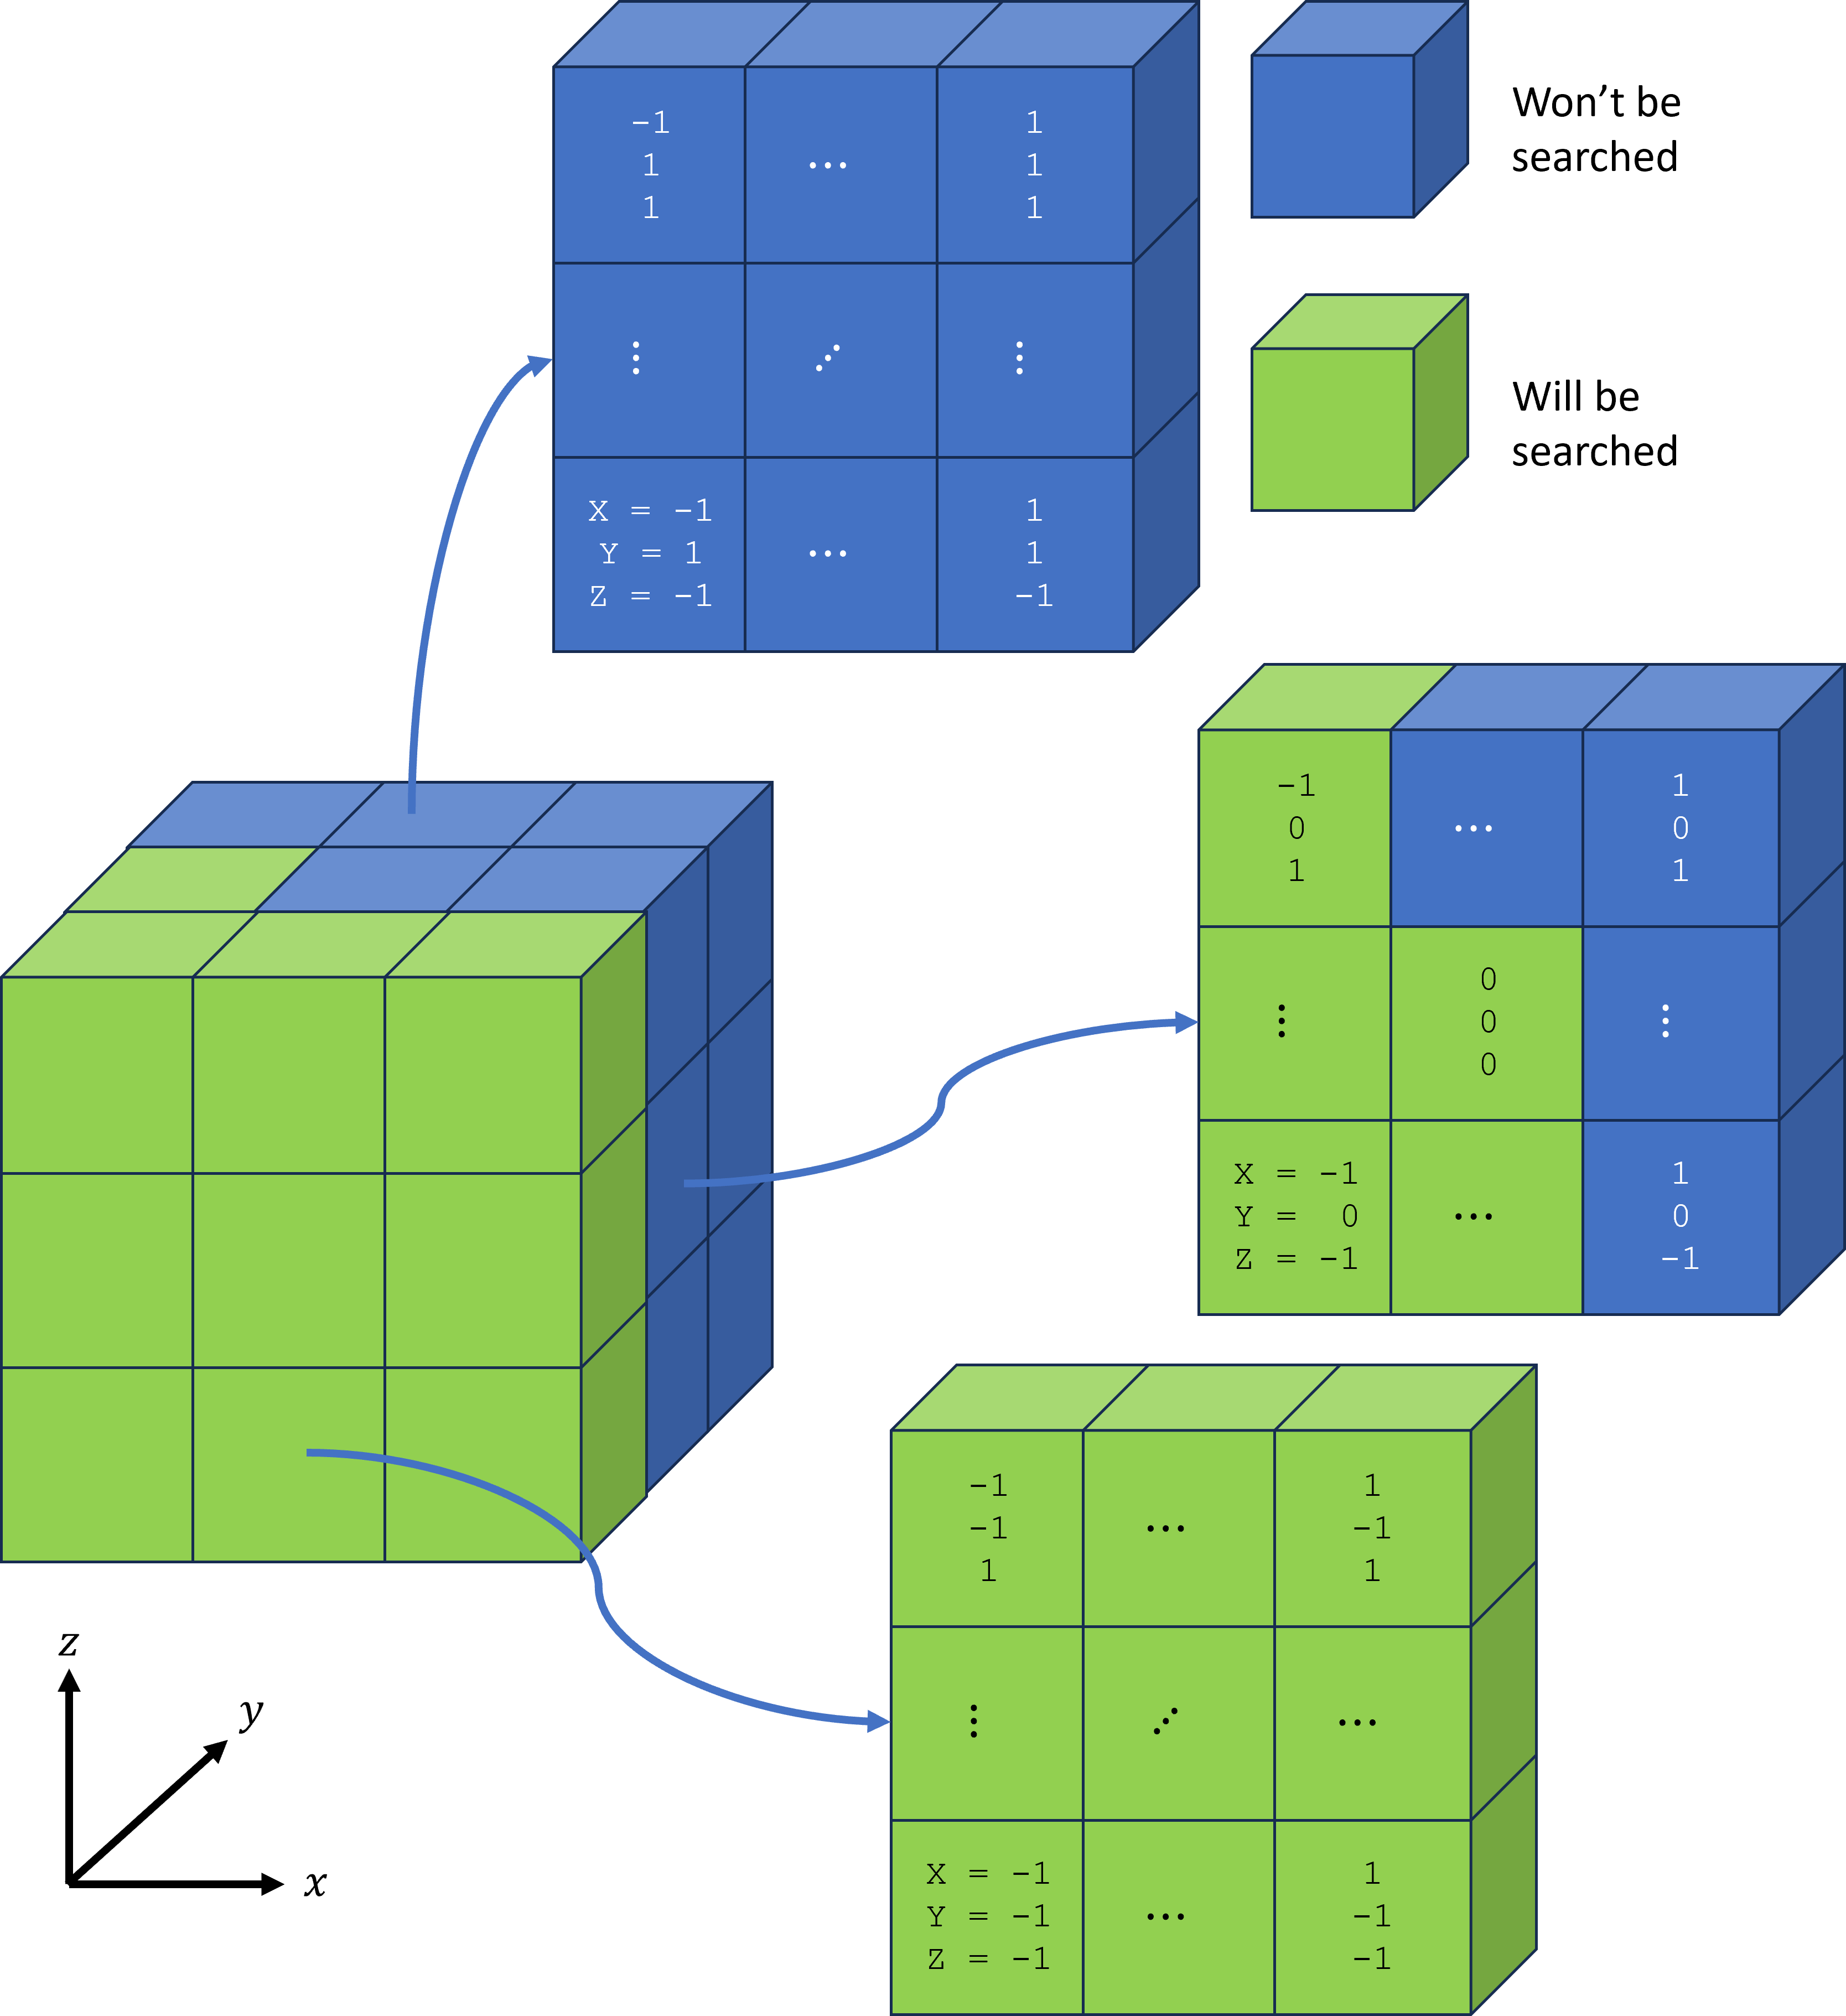 -1
1
1
…
1
1
1
⋮
⋰
⋮
X = -1
Y = 1
Z = -1
…
1
1
-1
Won’t be
searched
Will be
searched
-1
0
1
…
1
0
1
⋮
0
0
0
⋮
X = -1
Y = 0
Z = -1
…
1
0
-1
-1
-1
1
…
1
-1
1
⋮
⋰
…
X = -1
Y = -1
Z = -1
…
1
-1
-1
z
y
x